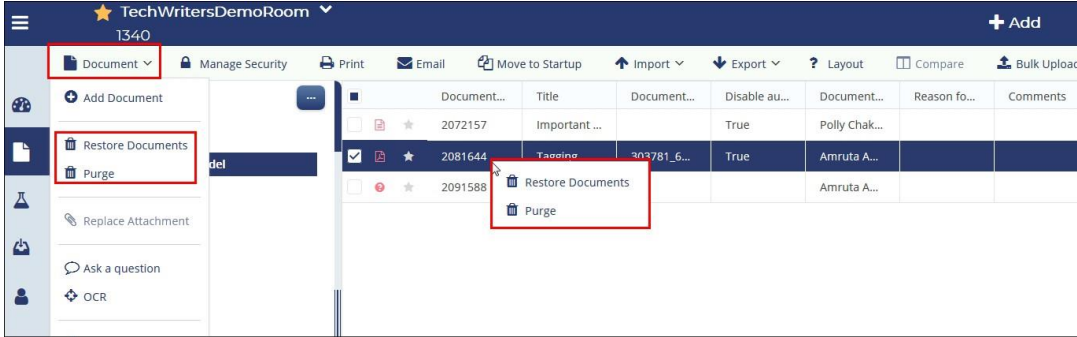 TechWritersDemoRoom
1340
Add
Document Manage Security Print Email Move to Startup Import Export ? Layout Compare Bulk Upload
Add Document
... Document... Title Document... Disable au... Document... Reason fo... Comments
2072157 Important ... True Polly Chak...
Restore Documents
del 2081644 Tagging 303781_6... True Amruta A...
Purge
2091588 Amruta A...
Restore Documents
Purge
Replace Attachment
Ask a question
OCR